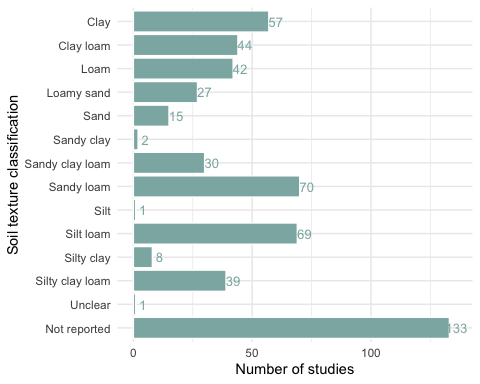 Clay 57
Clay loam 44
Loam 42
Loamy sand 27
Sand 15
Sandy clay 2
Sandy clay loam 30
Sandy loam 70
Silt 1
Silt loam 69
Silty clay 8
Silty clay loam 39
Unclear 1
Not reported 133
0 50 100
Number of studies
Soil texture classification